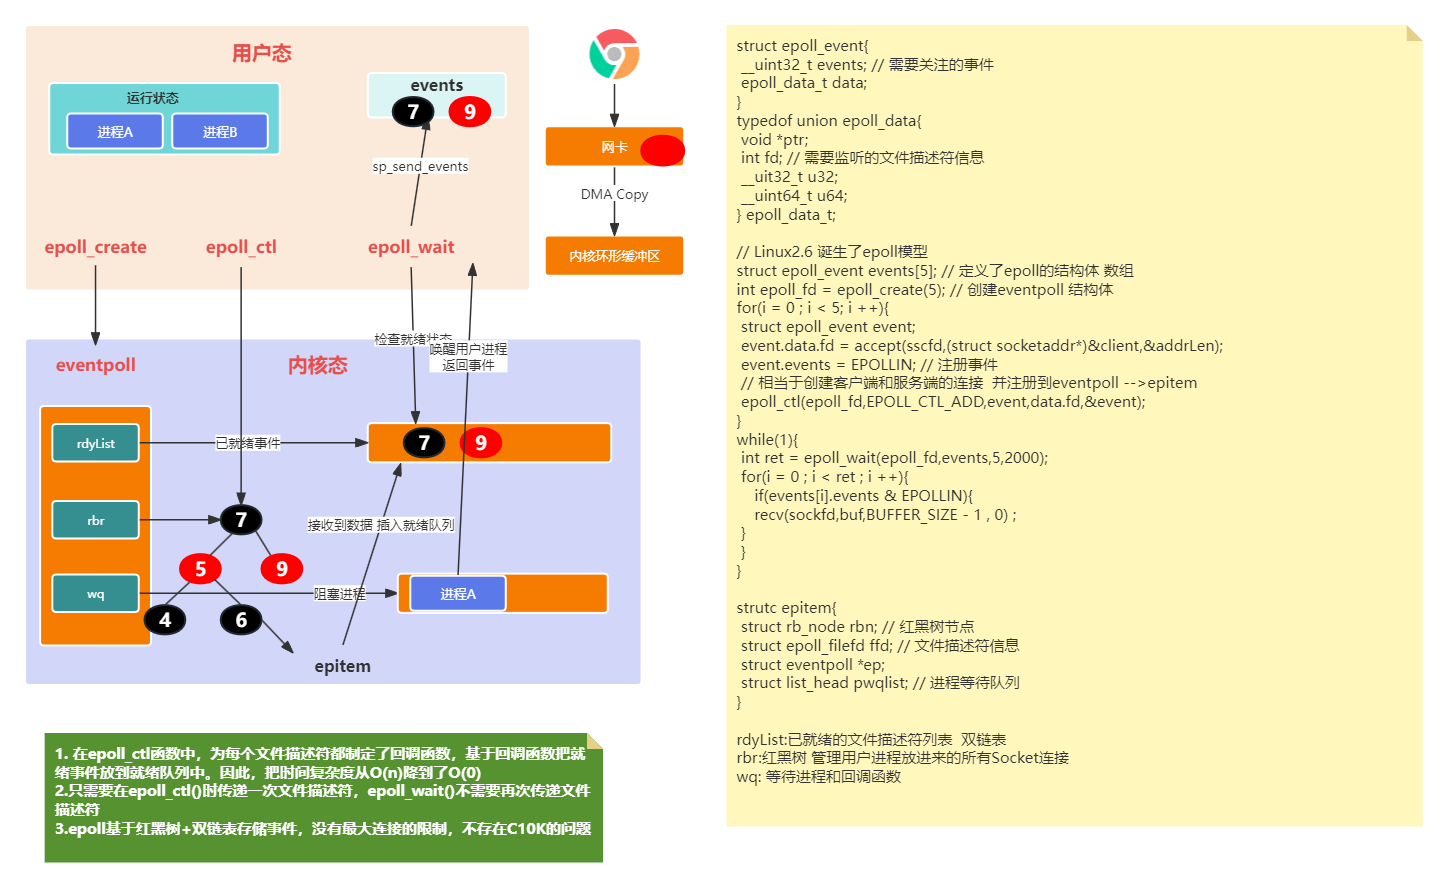 用户态
运行状态
进程A
进程B
events
7
9
sp_send_events
epoll_create
epoll_ctl
epoll_wait
网卡
DMA Copy
内核环形缓冲区
检查就绪状态
唤醒用户进程
返回事件
eventpoll
内核态
rdyList
已就绪事件
7
9
rbr
7
接收到数据 插入就绪队列
5
9
wq
阻塞进程
进程A
4
6
epitem
1. 在epoll_ctl函数中，为每个文件描述符都制定了回调函数，基于回调函数把就
绪事件放到就绪队列中。因此，把时间复杂度从O(n)降到了O(0)
2.只需要在epoll_ctl()时传递一次文件描述符，epoll_wait()不需要再次传递文件
描述符
3.epoll基于红黑树+双链表存储事件，没有最大连接的限制，不存在C10K的问题
struct epoll_event{
__uint32_t events; // 需要关注的事件
epoll_data_t data;
}
typedof union epoll_data{
void *ptr;
int fd; // 需要监听的文件描述符信息
__uit32_t u32;
__uint64_t u64;
} epoll_data_t;
// Linux2.6 诞生了epoll模型
struct epoll_event events[5]; // 定义了epoll的结构体 数组
int epoll_fd = epoll_create(5); // 创建eventpoll 结构体
for(i = 0 ; i < 5; i ++){
struct epoll_event event;
event.data.fd = accept(sscfd,(struct socketaddr*)&client,&addrLen);
event.events = EPOLLIN; // 注册事件
// 相当于创建客户端和服务端的连接  并注册到eventpoll -->epitem
epoll_ctl(epoll_fd,EPOLL_CTL_ADD,event,data.fd,&event);
}
while(1){
int ret = epoll_wait(epoll_fd,events,5,2000);
for(i = 0 ; i < ret ; i ++){
if(events[i].events & EPOLLIN){
recv(sockfd,buf,BUFFER_SIZE - 1 , 0) ;
}
}
}
strutc epitem{
struct rb_node rbn; // 红黑树节点
struct epoll_filefd ffd; // 文件描述符信息
struct eventpoll *ep;
struct list_head pwqlist; // 进程等待队列
}
rdyList:已就绪的文件描述符列表  双链表
rbr:红黑树 管理用户进程放进来的所有Socket连接
wq: 等待进程和回调函数